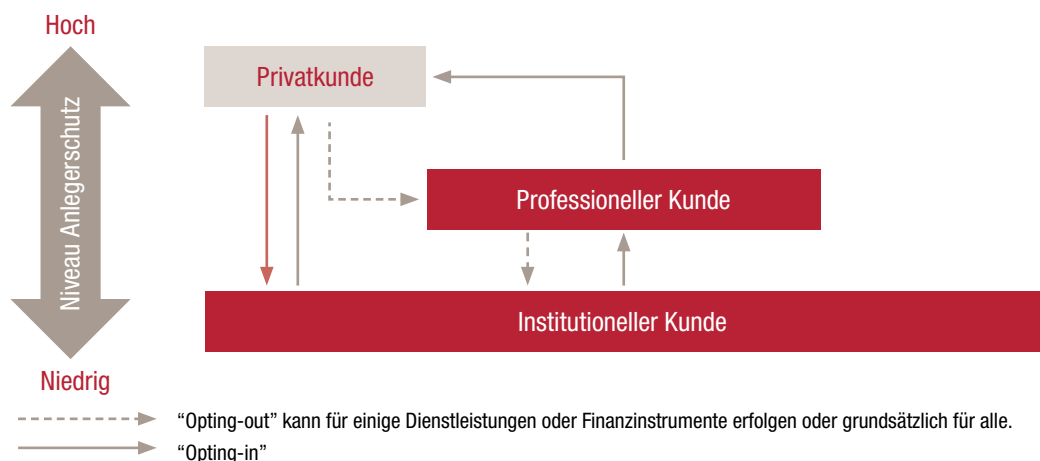 Hoch
Privatkunde
Niveau Anlegerschutz
Professioneller Kunde
Institutioneller Kunde
Niedrig
“Opting-out” kann für einige Dienstleistungen oder Finanzinstrumente erfolgen oder grundsätzlich für alle.
“Opting-in”